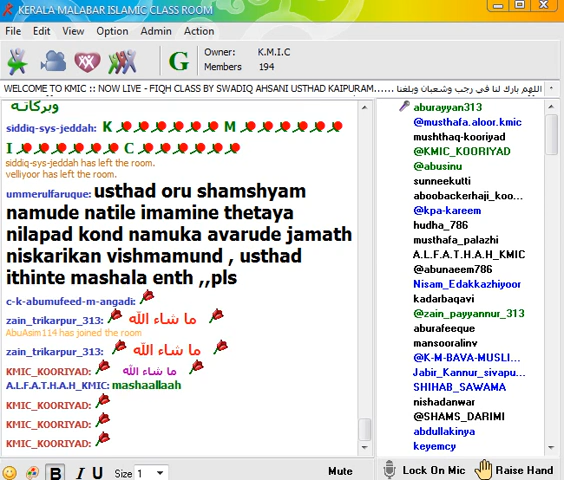 KERALA MALABAR ISLAMIC CLASS ROOM
File Edit View Option Admin Action
G
Owner: K.M.I.C
Members 194
WELCOME TO KMIC :: NOW LIVE - FIQH CLASS BY SWADIQ AHSANI USTHAD KAIPURAM...... اللهم بارك لنا في رجب وشعبان وبلغنا
وبركاته
siddiq-sys-jeddah: K M
I C
siddiq-sys-jeddah has left the room.
velliyoor has left the room.
ummerulfaruque: usthad oru shamshyam
namude natile imamine thetaya
nilapad kond namuka avarude jamath
niskarikan vishmamund , usthad
ithinte mashala enth ,,pls
c-k-abumufeed-m-angadi:
zain_trikarpur_313: ما شاء الله
AbuAsim114 has joined the room
zain_trikarpur_313: ما شاء الله
KMIC_KOORIYAD: ما شاء الله
A.L.F.A.T.H.A.H_KMIC: mashaallaah
KMIC_KOORIYAD:
KMIC_KOORIYAD:
KMIC_KOORIYAD:
aburayyan313
@musthafa.aloor.kmic
mushthaq-kooriyad
@KMIC_KOORIYAD
@abusinu
sunneekutti
aboobackerhaji_koo...
@kpa-kareem
hudha_786
musthafa_palazhi
A.L.F.A.T.H.A.H_KMIC
@abunaeem786
Nisam_Edakkazhiyoor
kadarbaqavi
@zain_payyannur_313
aburafeeque
mansooralinv
@K-M-BAVA-MUSLI...
Jabir_Kannur_sivapu...
SHIHAB_SAWAMA
nishadanwar
@SHAMS_DARIMI
abdullakinya
keyemcy
B I U Size 1 Mute
Lock On Mic Raise Hand